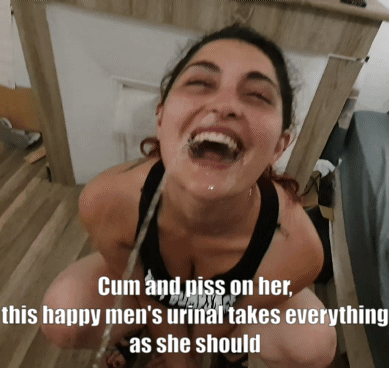 Cum and piss on her,
this happy men's urinal takes everything
as she should